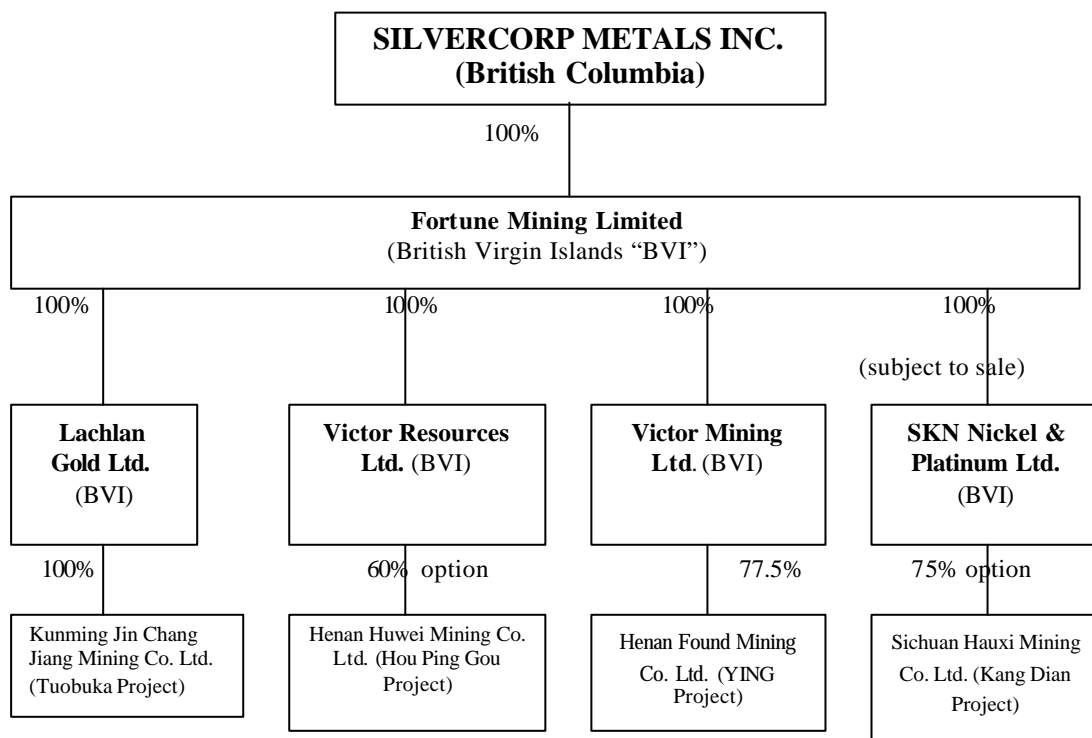 SILVERCORP METALS INC.
(British Columbia)
100%
Fortune Mining Limited
(British Virgin Islands “BVI”)
100%
100%
100%
100%
(subject to sale)
Lachlan
Gold Ltd.
(BVI)
Victor Resources
Ltd. (BVI)
Victor Mining
Ltd. (BVI)
SKN Nickel &
Platinum Ltd.
(BVI)
100%
60% option
77.5%
75% option
Kunming Jin Chang
Jiang Mining Co. Ltd.
(Tuobuka Project)
Henan Huwei Mining Co.
Ltd. (Hou Ping Gou
Project)
Henan Found Mining
Co. Ltd. (YING
Project)
Sichuan Hauxi Mining
Co. Ltd. (Kang Dian
Project)